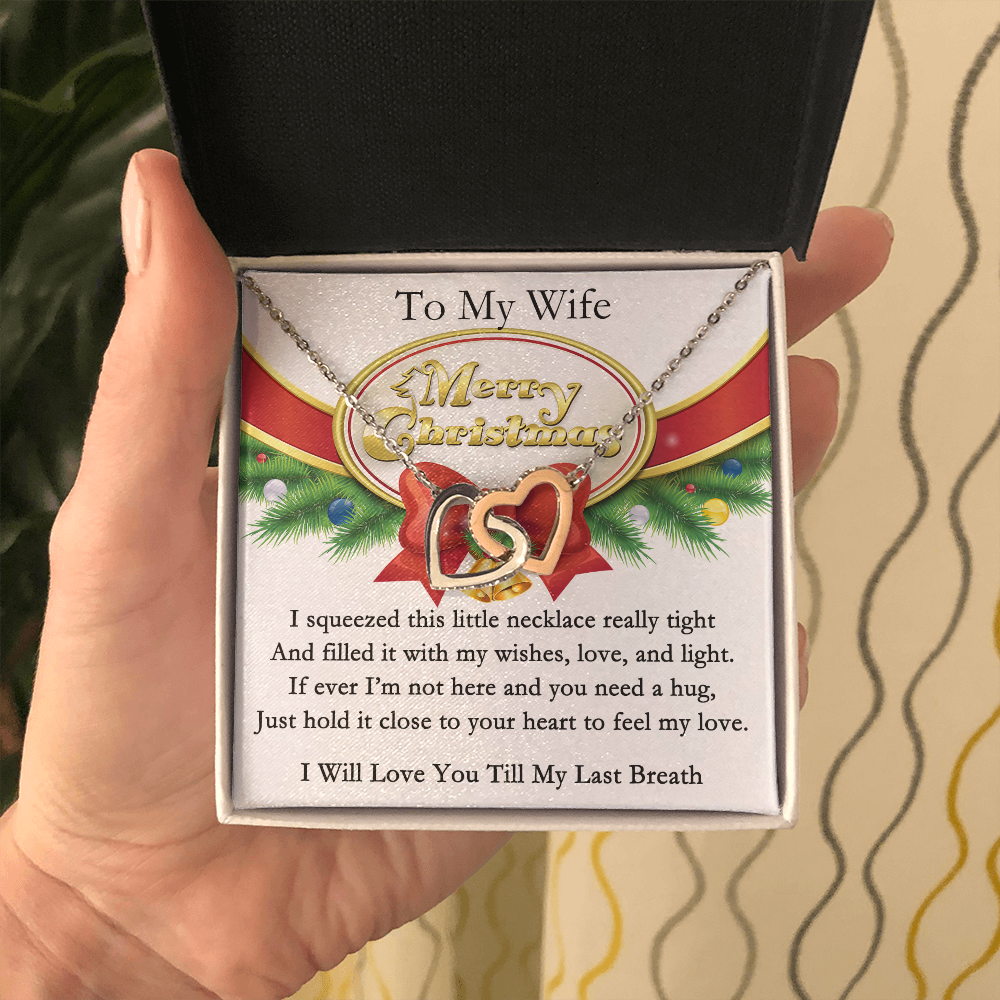 To My Wife
Merry
Christmas
I squeezed this little necklace really tight
And filled it with my wishes, love, and light.
If ever I'm not here and you need a hug,
Just hold it close to your heart to feel my love.
I Will Love You Till My Last Breath